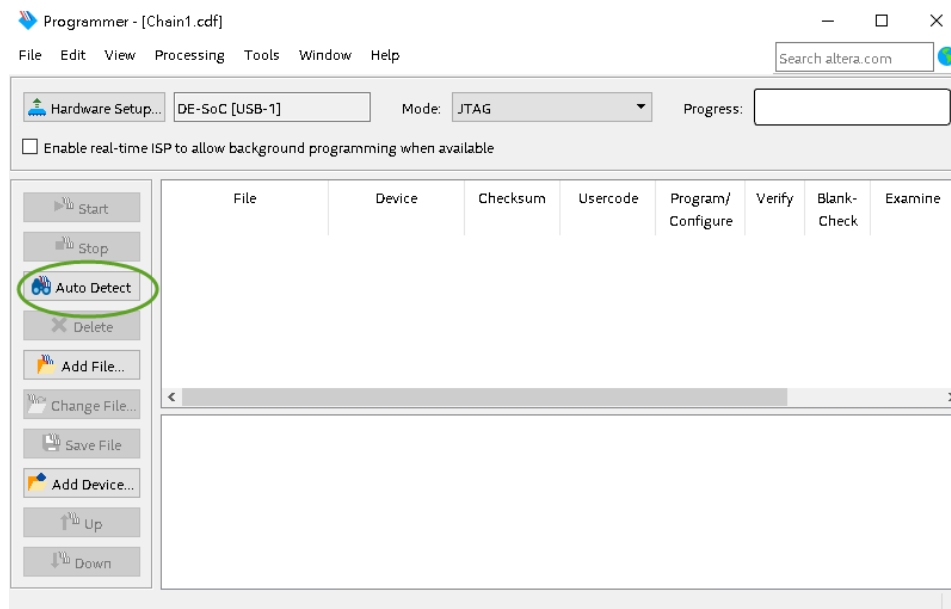 Programmer - [Chain1.cdf]
File Edit View Processing Tools Window Help
Search altera.com
Hardware Setup... DE-SoC [USB-1] Mode: JTAG Progress:
Enable real-time ISP to allow background programming when available
Start
Stop
Auto Detect
Delete
Add File...
Change File...
Save File
Add Device...
Up
Down
File Device Checksum Usercode Program/ Verify Blank- Examine
Configure Check